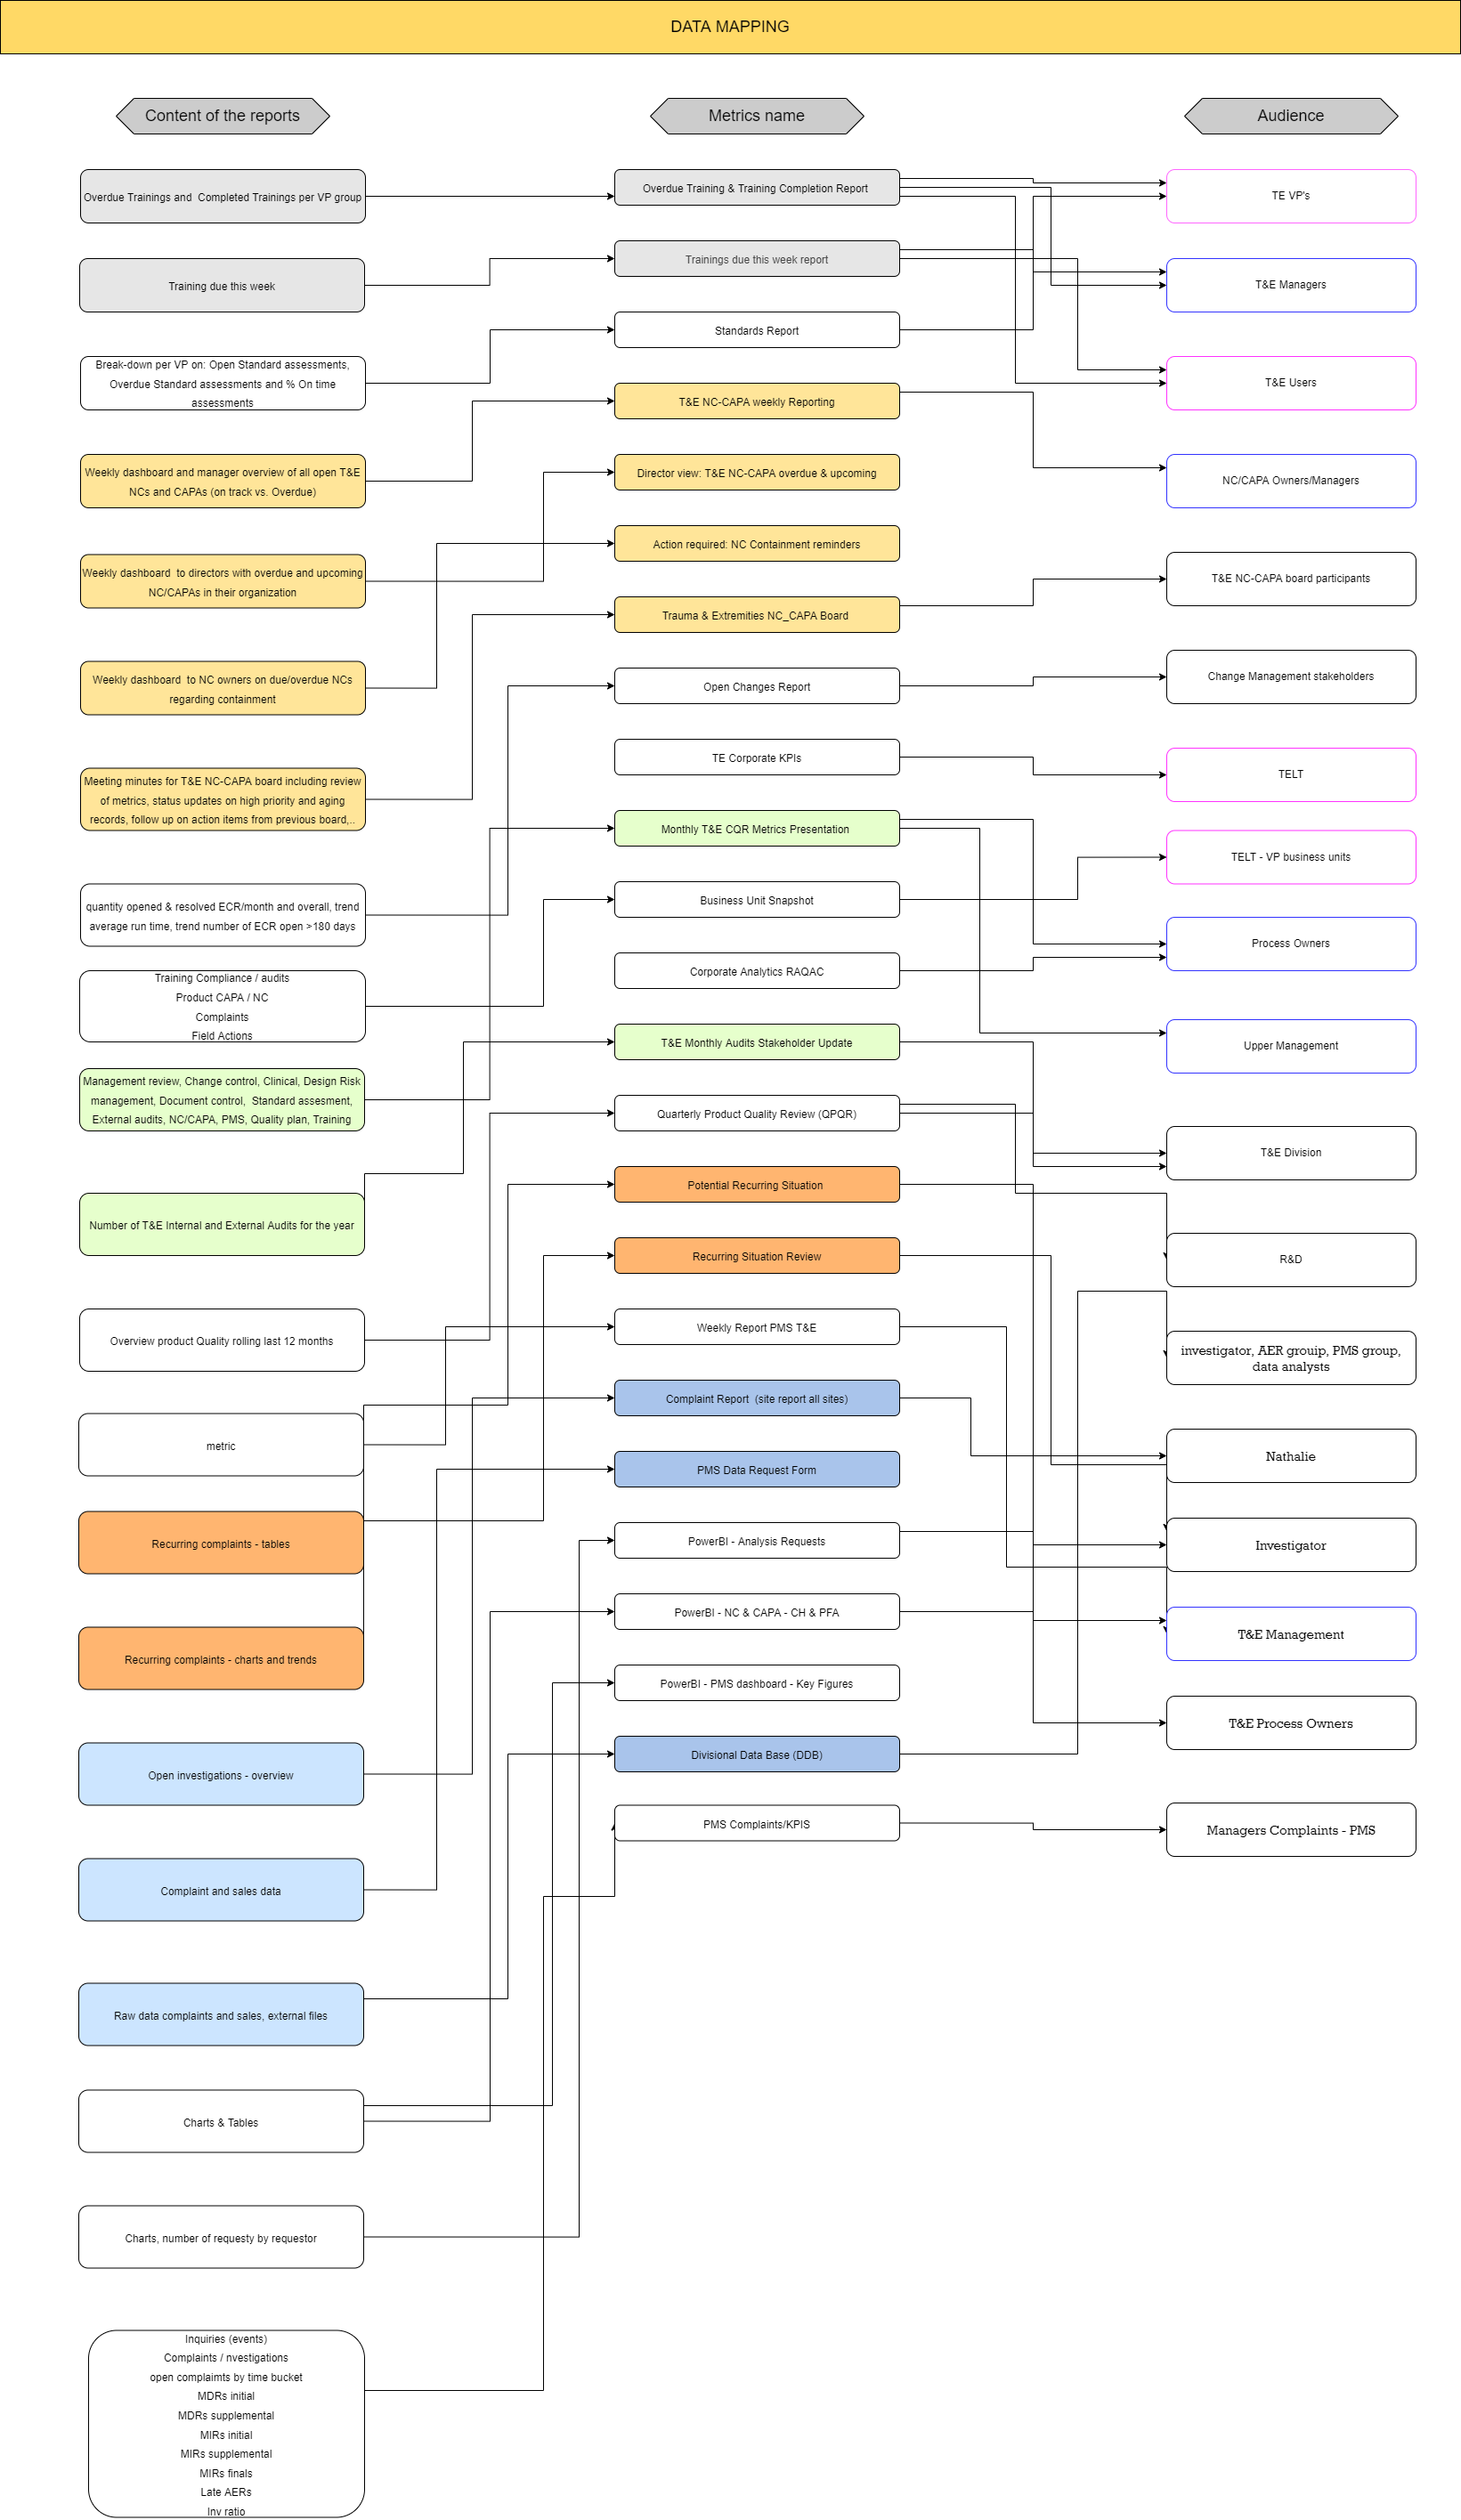 DATA MAPPING
Content of the reports
Metrics name
Audience
Overdue Trainings and  Completed Trainings per VP group
Training due this week
Break-down per VP on: Open Standard assessments,
Overdue Standard assessments and % On time
assessments
Weekly dashboard and manager overview of all open T&E
NCs and CAPAs (on track vs. Overdue)
Weekly dashboard  to directors with overdue and upcoming
NC/CAPAs in their organization
Weekly dashboard  to NC owners on due/overdue NCs
regarding containment
Meeting minutes for T&E NC-CAPA board including review
of metrics, status updates on high priority and aging
records, follow up on action items from previous board,..
quantity opened & resolved ECR/month and overall, trend
average run time, trend number of ECR open >180 days
Training Compliance / audits
Product CAPA / NC
Complaints
Field Actions
Management review, Change control, Clinical, Design Risk
management, Document control,  Standard assesment,
External audits, NC/CAPA, PMS, Quality plan, Training
Number of T&E Internal and External Audits for the year
Overview product Quality rolling last 12 months
metric
Recurring complaints - tables
Recurring complaints - charts and trends
Open investigations - overview
Complaint and sales data
Raw data complaints and sales, external files
Charts & Tables
Charts, number of requesty by requestor
Inquiries (events)
Complaints / nvestigations
open complaimts by time bucket
MDRs initial
MDRs supplemental
MIRs initial
MIRs supplemental
MIRs finals
Late AERs
Inv ratio
Overdue Training & Training Completion Report
Trainings due this week report
Standards Report
T&E NC-CAPA weekly Reporting
Director view: T&E NC-CAPA overdue & upcoming
Action required: NC Containment reminders
Trauma & Extremities NC_CAPA Board
Open Changes Report
TE Corporate KPIs
Monthly T&E CQR Metrics Presentation
Business Unit Snapshot
Corporate Analytics RAQAC
T&E Monthly Audits Stakeholder Update
Quarterly Product Quality Review (QPQR)
Potential Recurring Situation
Recurring Situation Review
Weekly Report PMS T&E
Complaint Report  (site report all sites)
PMS Data Request Form
PowerBI - Analysis Requests
PowerBI - NC & CAPA - CH & PFA
PowerBI - PMS dashboard - Key Figures
Divisional Data Base (DDB)
PMS Complaints/KPIS
TE VP's
T&E Managers
T&E Users
NC/CAPA Owners/Managers
T&E NC-CAPA board participants
Change Management stakeholders
TELT
TELT - VP business units
Process Owners
Upper Management
T&E Division
R&D
investigator, AER grouip, PMS group,
data analysts
Nathalie
Investigator
T&E Management
T&E Process Owners
Managers Complaints - PMS